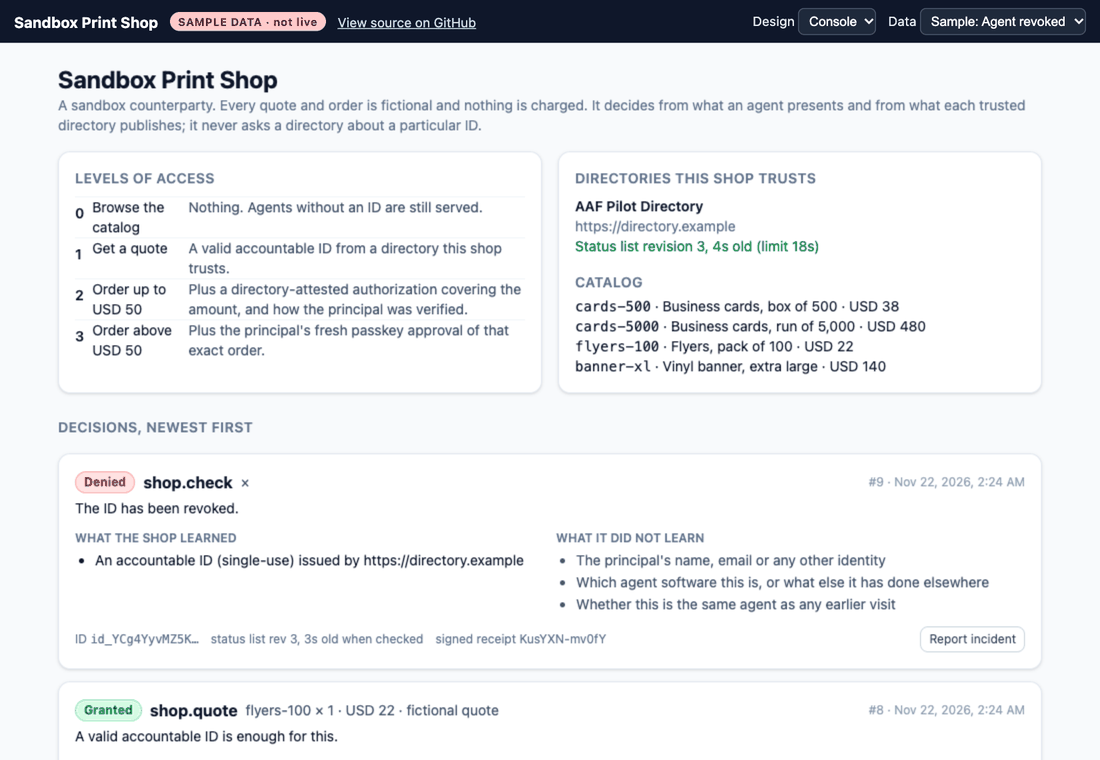 Sandbox Print Shop SAMPLE DATA · not live View source on GitHub Design Console Data Sample: Agent revoked
Sandbox Print Shop
A sandbox counterparty. Every quote and order is fictional and nothing is charged. It decides from what an agent presents and from what each trusted
directory publishes; it never asks a directory about a particular ID.
LEVELS OF ACCESS
0 Browse the catalog Nothing. Agents without an ID are still served.
1 Get a quote A valid accountable ID from a directory this shop trusts.
2 Order up to USD 50 Plus a directory-attested authorization covering the amount, and how the principal was verified.
3 Order above USD 50 Plus the principal's fresh passkey approval of that exact order.
DIRECTORIES THIS SHOP TRUSTS
AAF Pilot Directory
https://directory.example
Status list revision 3, 4s old (limit 18s)
CATALOG
cards-500 · Business cards, box of 500 · USD 38
cards-5000 · Business cards, run of 5,000 · USD 480
flyers-100 · Flyers, pack of 100 · USD 22
banner-xl · Vinyl banner, extra large · USD 140
DECISIONS, NEWEST FIRST
Denied shop.check × #9 · Nov 22, 2026, 2:24 AM
The ID has been revoked.
WHAT THE SHOP LEARNED
• An accountable ID (single-use) issued by https://directory.example
WHAT IT DID NOT LEARN
• The principal's name, email or any other identity
• Which agent software this is, or what else it has done elsewhere
• Whether this is the same agent as any earlier visit
ID id_YCg4YyvMZ5K… status list rev 3, 3s old when checked signed receipt KusYXN-mvOfY Report incident
Granted shop.quote flyers-100 × 1 · USD 22 · fictional quote #8 · Nov 22, 2026, 2:24 AM
A valid accountable ID is enough for this.